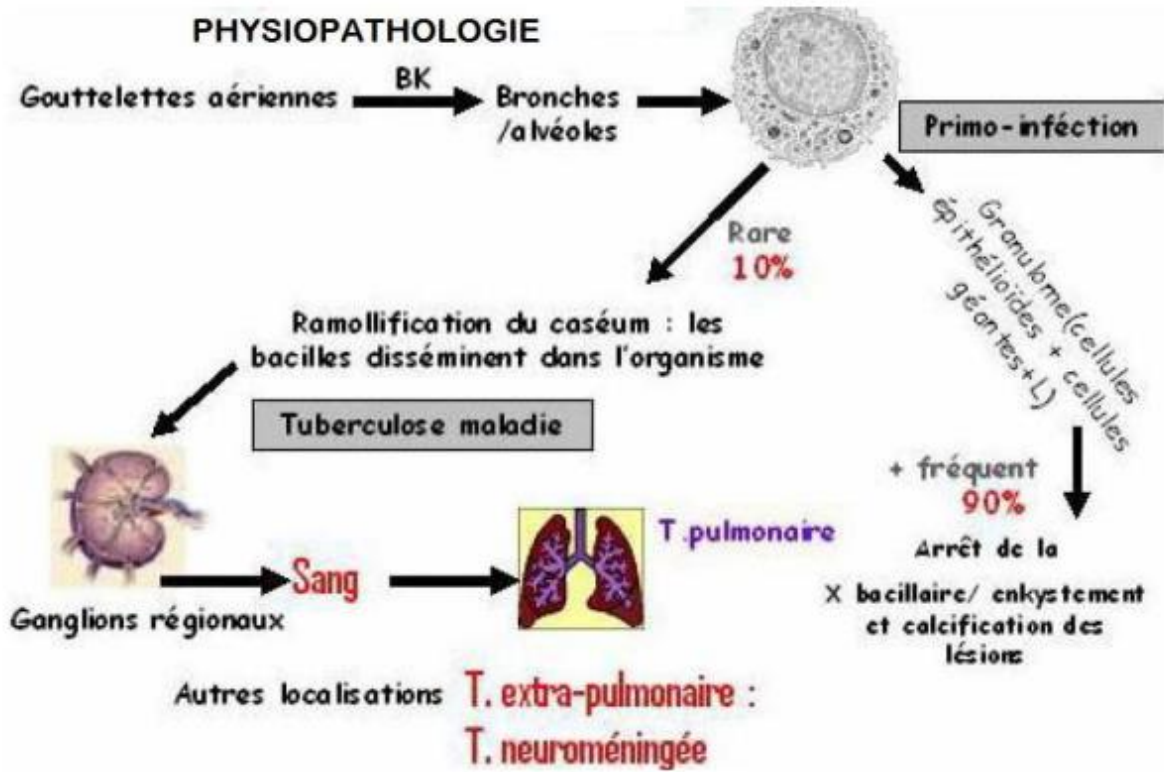 PHYSIOPATHOLOGIE
Gouttelettes aériennes
BK
Bronches
/alvéoles
Primo-inféction
Granulome(cellules
épithélioïdes + cellules
géantes+L)
Rare
10%
Ramollification du caséum : les
bacilles disséminent dans l'organisme
Tuberculose maladie
+ fréquent
90%
Arrêt de la
X bacillaire/ enkystement
et calcification des
lésions
Ganglions régionaux
Sang
T.pulmonaire
Autres localisations T. extra-pulmonaire :
T. neuroméningée